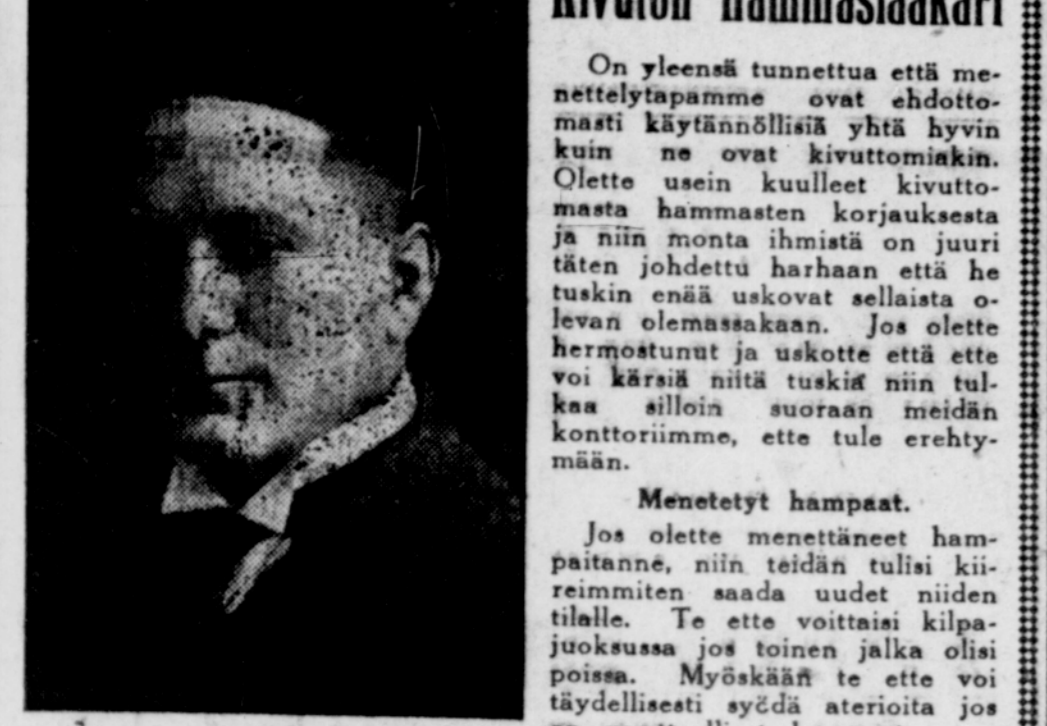 Kivuton hammaslääkäri
On yleensä tunnettua että me-
nettelytapamme ovat ehdotto-
masti käytännöllisiä yhtä hyvin
kuin ne ovat kivuttomiakin.
Olette usein kuulleet kivutto-
masta hammasten korjauksesta
ja niin monta ihmistä on juuri
täten johdettu harhaan että he
tuskin enää uskovat sellaista o-
levan olemassakaan. Jos olette
hermostunut ja uskotte että ette
voi kärsiä niitä tuskia niin tul-
kaa silloin suoraan meidän
konttoriimme, ette tule erehty-
mään.
Menetetyt hampaat.
Jos olette menettäneet ham-
paitanne, niin teidän tulisi kii-
reimmiten saada uudet niiden
tilalle. Te ette voittaisi kilpa-
juoksussa jos toinen jalka olisi
poissa. Myöskään te ette voi
täydellisesti syödä aterioita jos